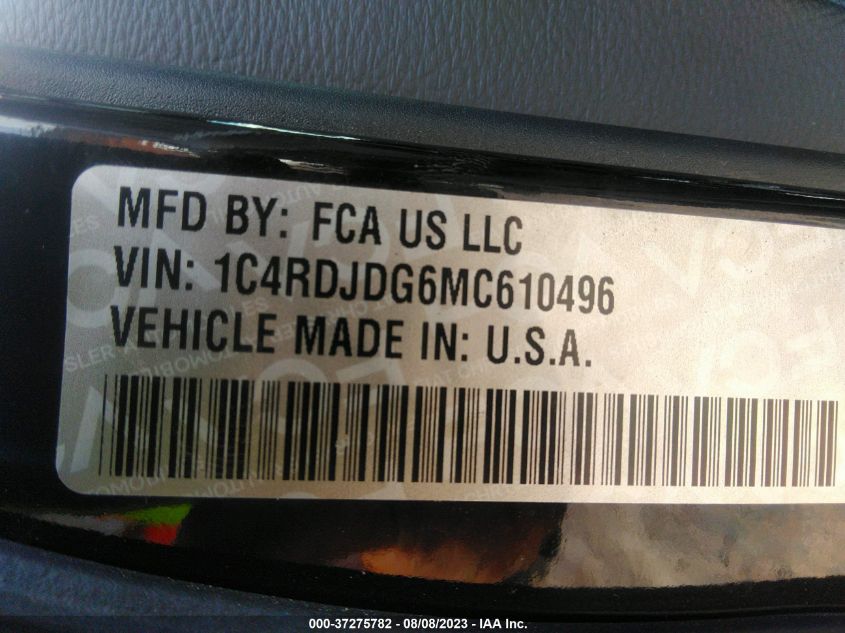 MFD BY: FCA US LLC
VIN: 1C4RDJDG6MC610496
VEHICLE MADE IN: U.S.A.
000-37275782 - 08/08/2023 - IAA Inc.